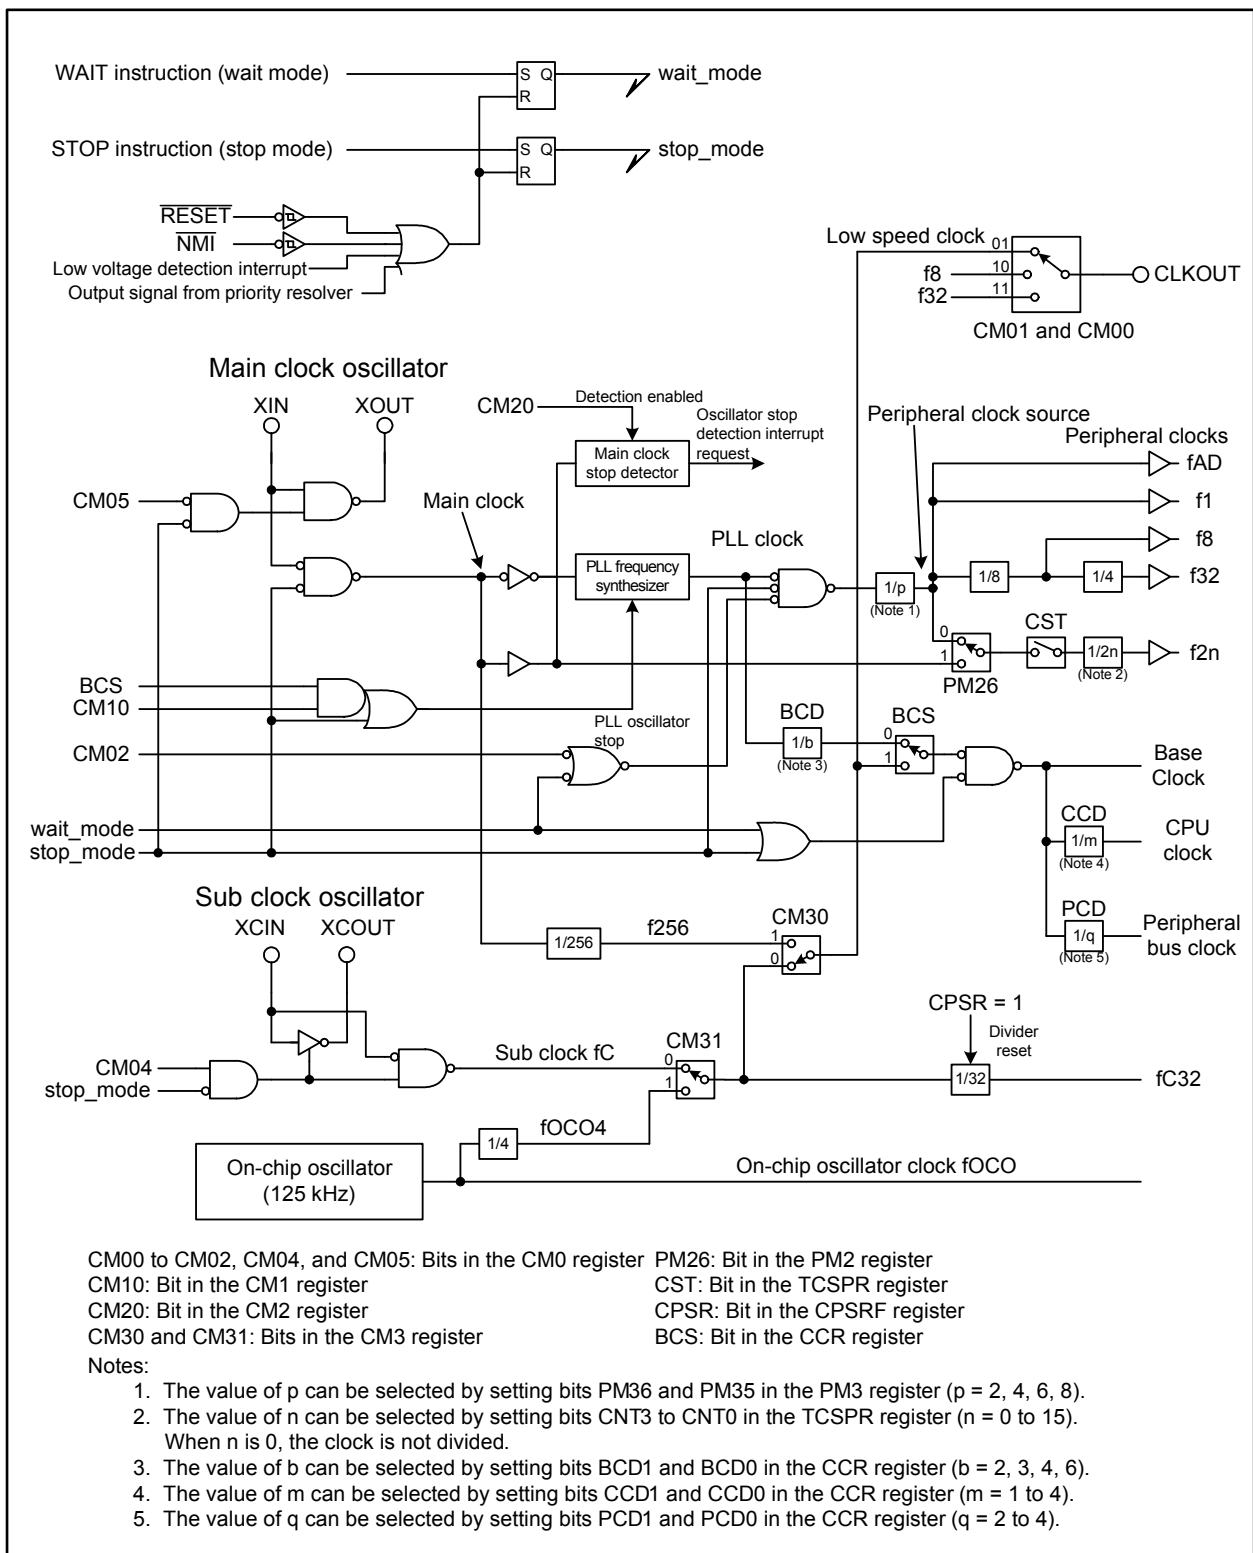 WAIT instruction (wait mode)
S Q
R
wait_mode
STOP instruction (stop mode)
S Q
R
stop_mode
RESET
NMI
Low voltage detection interrupt
Output signal from priority resolver
Low speed clock
01
f8
10
f32
11
CLKOUT
CM01 and CM00
Main clock oscillator
XIN
XOUT
CM20
Detection enabled
Oscillator stop
detection interrupt
request
Main clock
stop detector
Peripheral clock source
Peripheral clocks
fAD
CM05
Main clock
f1
PLL clock
f8
PLL frequency
synthesizer
1/p
(Note 1)
1/8
1/4
f32
CST
0
1
PM26
1/2n
(Note 2)
f2n
BCS
CM10
PLL oscillator
stop
BCD
BCS
CM02
1/b
(Note 3)
0
1
Base
Clock
wait_mode
stop_mode
CCD
1/m
(Note 4)
CPU
clock
Sub clock oscillator
XCIN
XCOUT
f256
CM30
1/256
1
0
PCD
1/q
(Note 5)
Peripheral
bus clock
CPSR = 1
Divider
reset
CM04
stop_mode
Sub clock fC
CM31
0
1
1/32
fC32
1/4
fOCO4
On-chip oscillator
(125 kHz)
On-chip oscillator clock fOCO
CM00 to CM02, CM04, and CM05: Bits in the CM0 register
PM26: Bit in the PM2 register
CM10: Bit in the CM1 register
CST: Bit in the TCSPR register
CM20: Bit in the CM2 register
CPSR: Bit in the CPSRF register
CM30 and CM31: Bits in the CM3 register
BCS: Bit in the CCR register
Notes:
1. The value of p can be selected by setting bits PM36 and PM35 in the PM3 register (p = 2, 4, 6, 8).
2. The value of n can be selected by setting bits CNT3 to CNT0 in the TCSPR register (n = 0 to 15).
When n is 0, the clock is not divided.
3. The value of b can be selected by setting bits BCD1 and BCD0 in the CCR register (b = 2, 3, 4, 6).
4. The value of m can be selected by setting bits CCD1 and CCD0 in the CCR register (m = 1 to 4).
5. The value of q can be selected by setting bits PCD1 and PCD0 in the CCR register (q = 2 to 4).